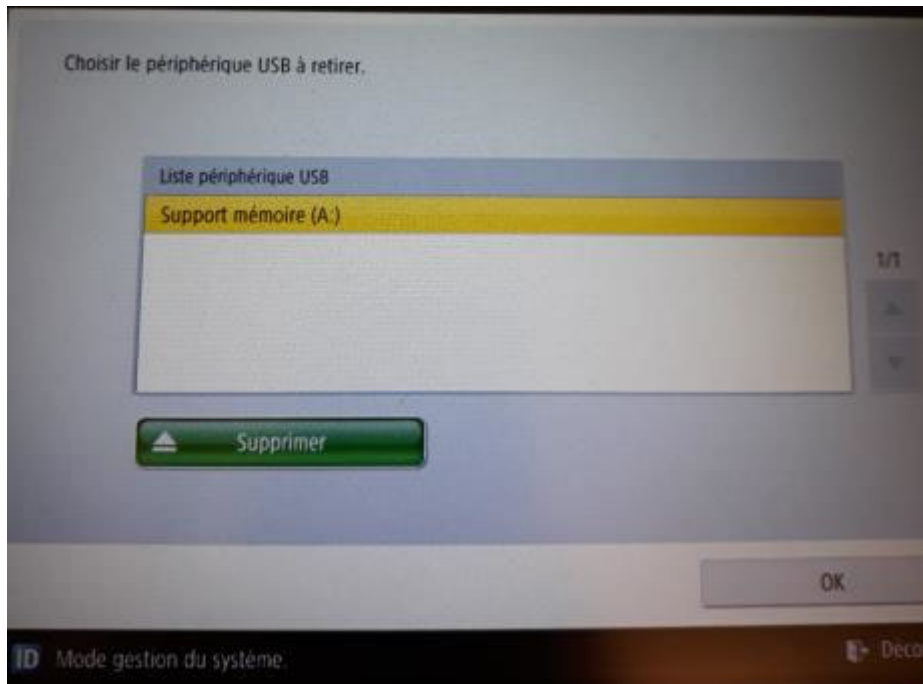 Choisir le périphérique USB à retirer.
Liste périphérique USB
Support mémoire (A:)
1/1
Supprimer
OK
ID Mode gestion du système.
Déco